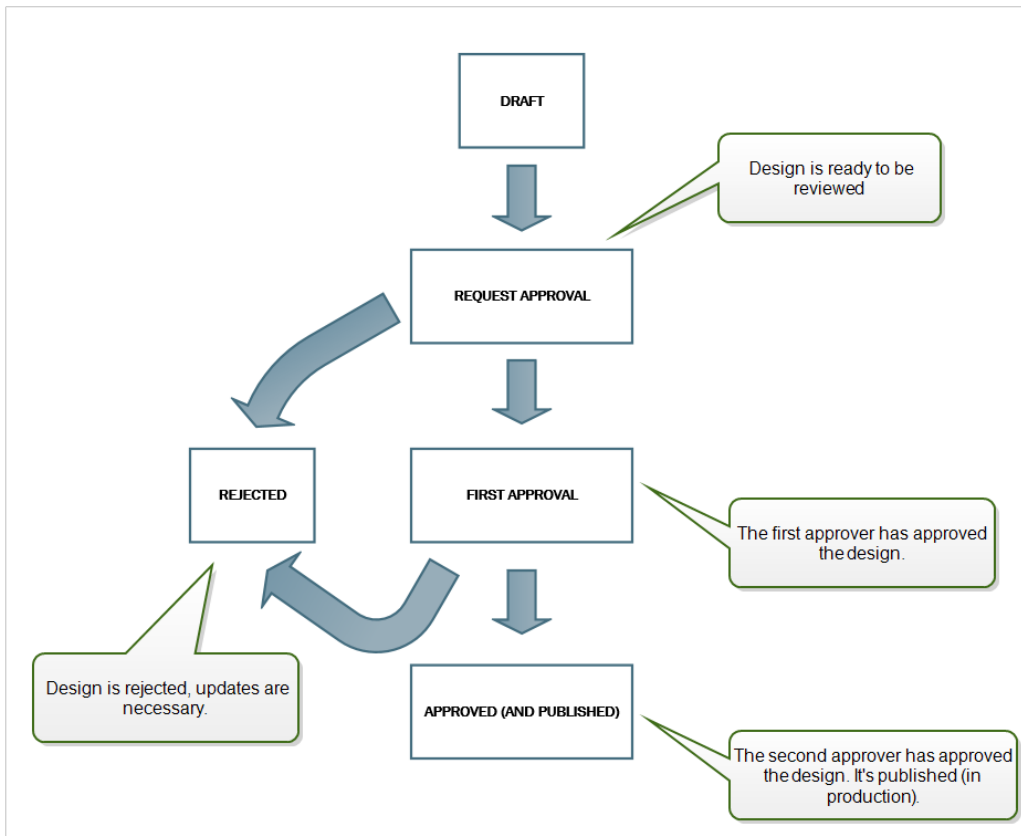 DRAFT
Design is ready to be
reviewed
REQUEST APPROVAL
REJECTED
FIRST APPROVAL
The first approver has approved
the design.
Design is rejected, updates are
necessary.
APPROVED (AND PUBLISHED)
The second approver has approved
the design. It's published (in
production).